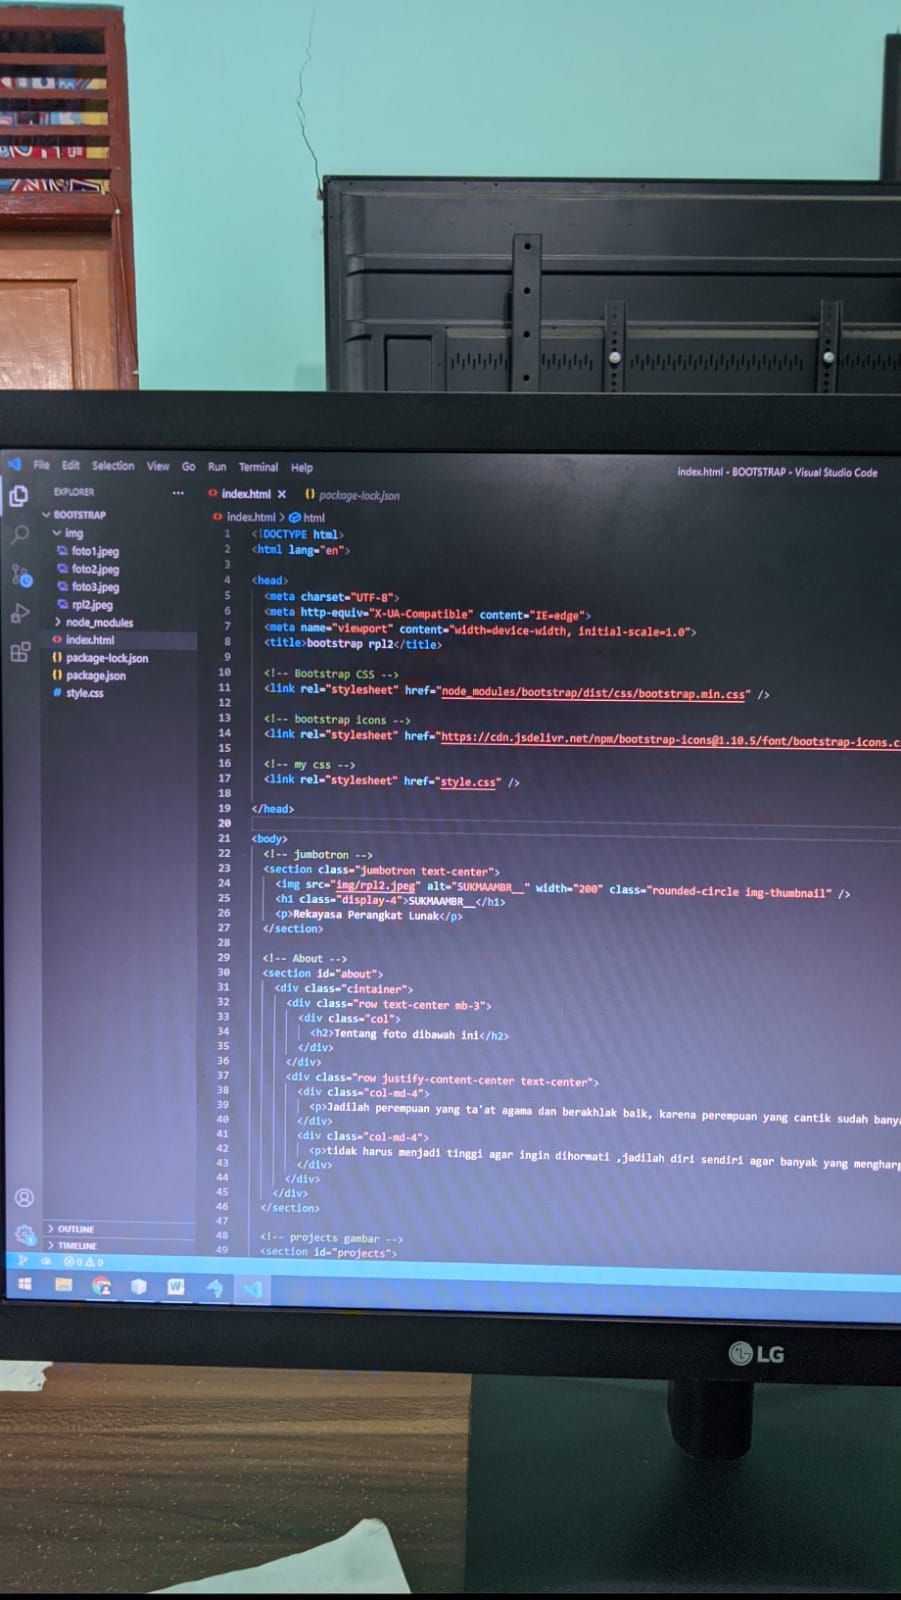 File Edit Selection View Go Run Terminal Help
index.html - BOOTSTRAP - Visual Studio Code
EXPLORER
BOOTSTRAP
img
foto1.jpeg
foto2.jpeg
foto3.jpeg
rpl2.jpeg
node_modules
index.html
package-lock.json
package.json
style.css
OUTLINE
TIMELINE
index.html package-lock.json
index.html > html
1 <!DOCTYPE html>
2 <html lang="en">
3
4 <head>
5 <meta charset="UTF-8">
6 <meta http-equiv="X-UA-Compatible" content="IE=edge">
7 <meta name="viewport" content="width=device-width, initial-scale=1.0">
8 <title>bootstrap rpl2</title>
9
10 <!-- Bootstrap CSS -->
11 <link rel="stylesheet" href="node_modules/bootstrap/dist/css/bootstrap.min.css" />
12
13 <!-- bootstrap icons -->
14 <link rel="stylesheet" href="https://cdn.jsdelivr.net/npm/bootstrap-icons@1.10.5/font/bootstrap-icons.c
15
16 <!-- my css -->
17 <link rel="stylesheet" href="style.css" />
18
19 </head>
20
21 <body>
22 <!-- jumbotron -->
23 <section class="jumbotron text-center">
24 <img src="img/rpl2.jpeg" alt="SUKMAAMBR__" width="200" class="rounded-circle img-thumbnail" />
25 <h1 class="display-4">SUKMAAMBR__</h1>
26 <p>Rekayasa Perangkat Lunak</p>
27 </section>
28
29 <!-- About -->
30 <section id="about">
31 <div class="cintainer">
32 <div class="row text-center mb-3">
33 <div class="col">
34 <h2>Tentang foto dibawah ini</h2>
35 </div>
36 </div>
37 <div class="row justify-content-center text-center">
38 <div class="col-md-4">
39 <p>Jadilah perempuan yang ta'at agama dan berakhlak baik, karena perempuan yang cantik sudah bany
40 </div>
41 <div class="col-md-4">
42 <p>tidak harus menjadi tinggi agar ingin dihormati ,jadilah diri sendiri agar banyak yang mengharg
43 </div>
44 </div>
45 </div>
46 </section>
47
48 <!-- projects gambar -->
49 <section id="projects">
0 0
LG